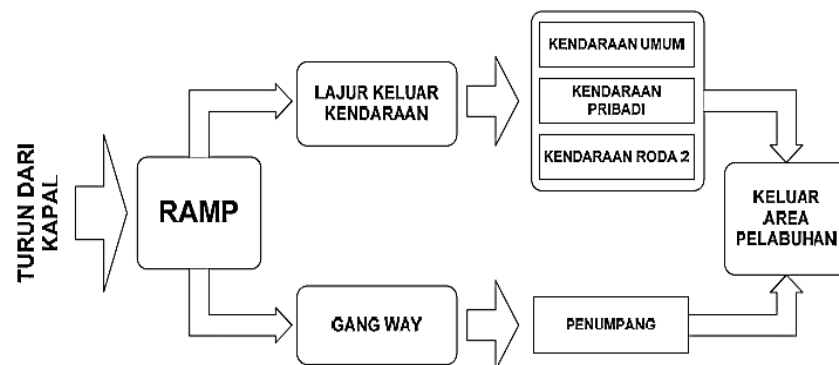 TURUN DARI
KAPAL
RAMP
LAJUR KELUAR
KENDARAAN
KENDARAAN UMUM
KENDARAAN
PRIBADI
KENDARAAN RODA 2
GANG WAY
PENUMPANG
KELUAR
AREA
PELABUHAN